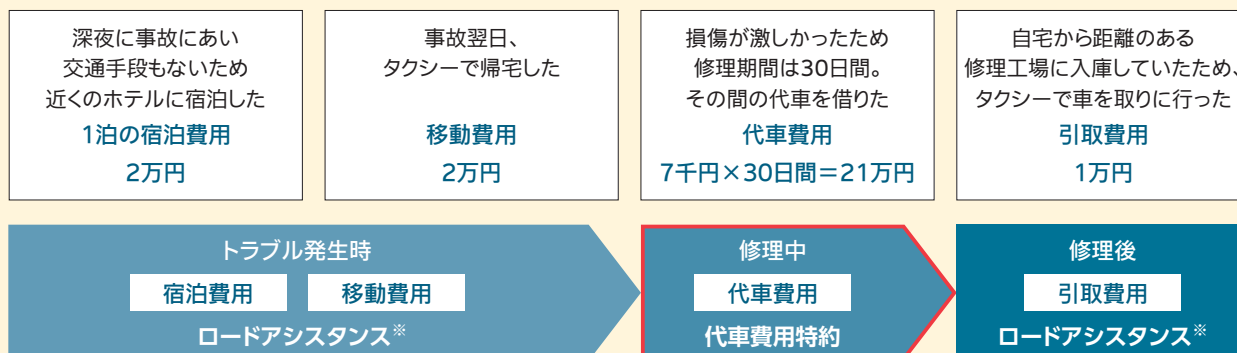 深夜に事故にあい
交通手段もないため
近くのホテルに宿泊した
1泊の宿泊費用
2万円
事故翌日、
タクシーで帰宅した
移動費用
2万円
損傷が激しかったため
修理期間は30日間。
その間の代車を借りた
代車費用
7千円×30日間＝21万円
自宅から距離のある
修理工場に入庫していたため、
タクシーで車を取りに行った
引取費用
1万円
トラブル発生時
宿泊費用
移動費用
ロードアシスタンス※
修理中
代車費用
代車費用特約
修理後
引取費用
ロードアシスタンス※